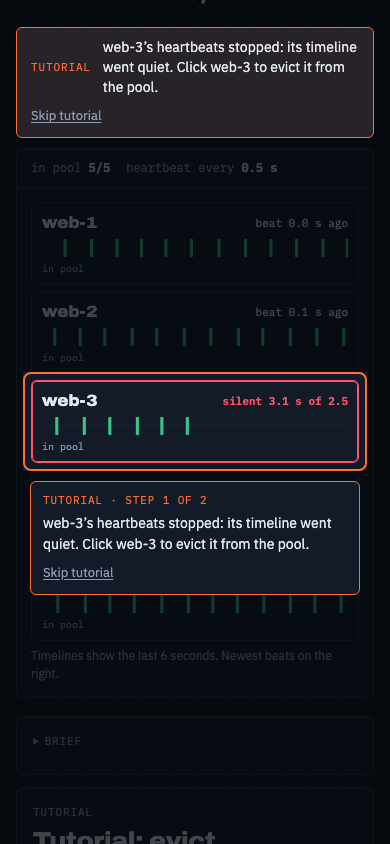 TUTORIAL
web-3’s heartbeats stopped: its timeline
went quiet. Click web-3 to evict it from
the pool.
Skip tutorial
in pool 5/5 heartbeat every 0.5 s
web-1 beat 0.0 s ago
in pool
web-2 beat 0.1 s ago
in pool
web-3 silent 3.1 s of 2.5
in pool
TUTORIAL · STEP 1 OF 2
web-3’s heartbeats stopped: its timeline went
quiet. Click web-3 to evict it from the pool.
Skip tutorial
in pool
Timelines show the last 6 seconds. Newest beats on the
right.
▶ BRIEF
TUTORIAL
Tutorial: evict